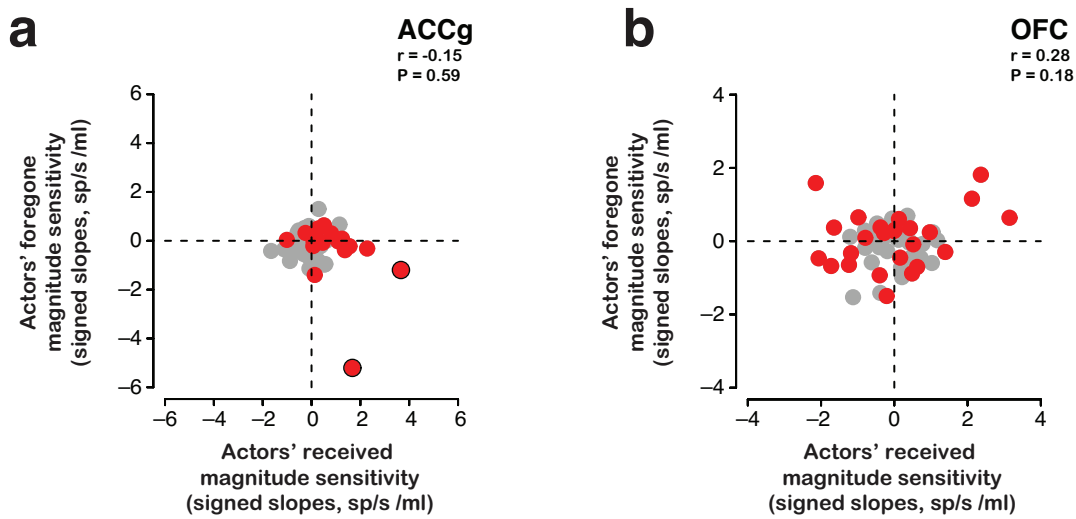 a
ACCg
r = -0.15
P = 0.59
Actors’ foregone
magnitude sensitivity
(signed slopes, sp/s /ml)
6
4
2
0
–2
–4
–6
–6
–4
–2
0
2
4
6
Actors’ received
magnitude sensitivity
(signed slopes, sp/s /ml)
b
OFC
r = 0.28
P = 0.18
Actors’ foregone
magnitude sensitivity
(signed slopes, sp/s /ml)
4
2
0
–2
–4
–4
–2
0
2
4
Actors’ received
magnitude sensitivity
(signed slopes, sp/s /ml)